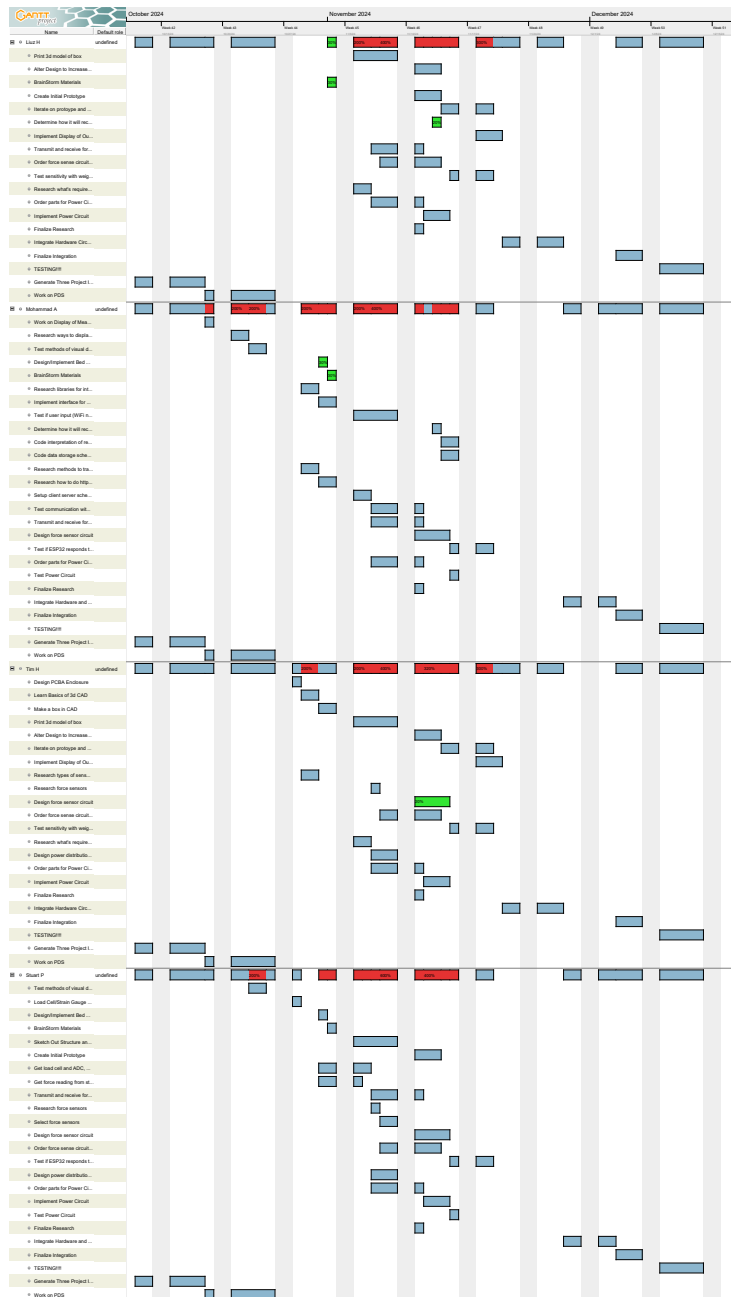 GANTT
project
October 2024
November 2024
December 2024
Name
Default role
Liuz H undefined
Print 3d model of box
Alter Design to Increase...
BrainStorm Materials
Create Initial Prototype
Iterate on protoype and ...
Determine how it will rec...
Implement Display of Ou...
Transmit and receive for...
Order force sense circuit...
Test sensitivity with weig...
Research what's require...
Order parts for Power Ci...
Implement Power Circuit
Finalize Research
Integrate Hardware Circ...
Finalize Integration
TESTING!!!!
Generate Three Project I...
Work on PDS
Mohammad A undefined
Work on Display of Mea...
Research ways to displa...
Test methods of visual d...
Design/Implement Bed ...
BrainStorm Materials
Research libraries for int...
Implement interface for ...
Test if user input (WiFi n...
Determine how it will rec...
Code interpretation of re...
Code data storage sche...
Research methods to tra...
Research how to do http...
Setup client server sche...
Test communication wit...
Transmit and receive for...
Design force sensor circuit
Test if ESP32 responds t...
Order parts for Power Ci...
Test Power Circuit
Finalize Research
Integrate Hardware and ...
Finalize Integration
TESTING!!!!
Generate Three Project I...
Work on PDS
Tim H undefined
Design PCBA Enclosure
Learn Basics of 3d CAD
Make a box in CAD
Print 3d model of box
Alter Design to Increase...
Iterate on protoype and ...
Implement Display of Ou...
Research types of sens...
Research force sensors
Design force sensor circuit
Order force sense circuit...
Test sensitivity with weig...
Research what's require...
Design power distributio...
Order parts for Power Ci...
Implement Power Circuit
Finalize Research
Integrate Hardware Circ...
Finalize Integration
TESTING!!!!
Generate Three Project I...
Work on PDS
Stuart P undefined
Test methods of visual d...
Load Cell/Strain Gauge ...
Design/Implement Bed ...
BrainStorm Materials
Sketch Out Structure an...
Create Initial Prototype
Get load cell and ADC, ...
Get force reading from st...
Transmit and receive for...
Research force sensors
Select force sensors
Design force sensor circuit
Order force sense circuit...
Test if ESP32 responds t...
Design power distributio...
Order parts for Power Ci...
Implement Power Circuit
Test Power Circuit
Finalize Research
Integrate Hardware and ...
Finalize Integration
TESTING!!!!
Generate Three Project I...
Work on PDS